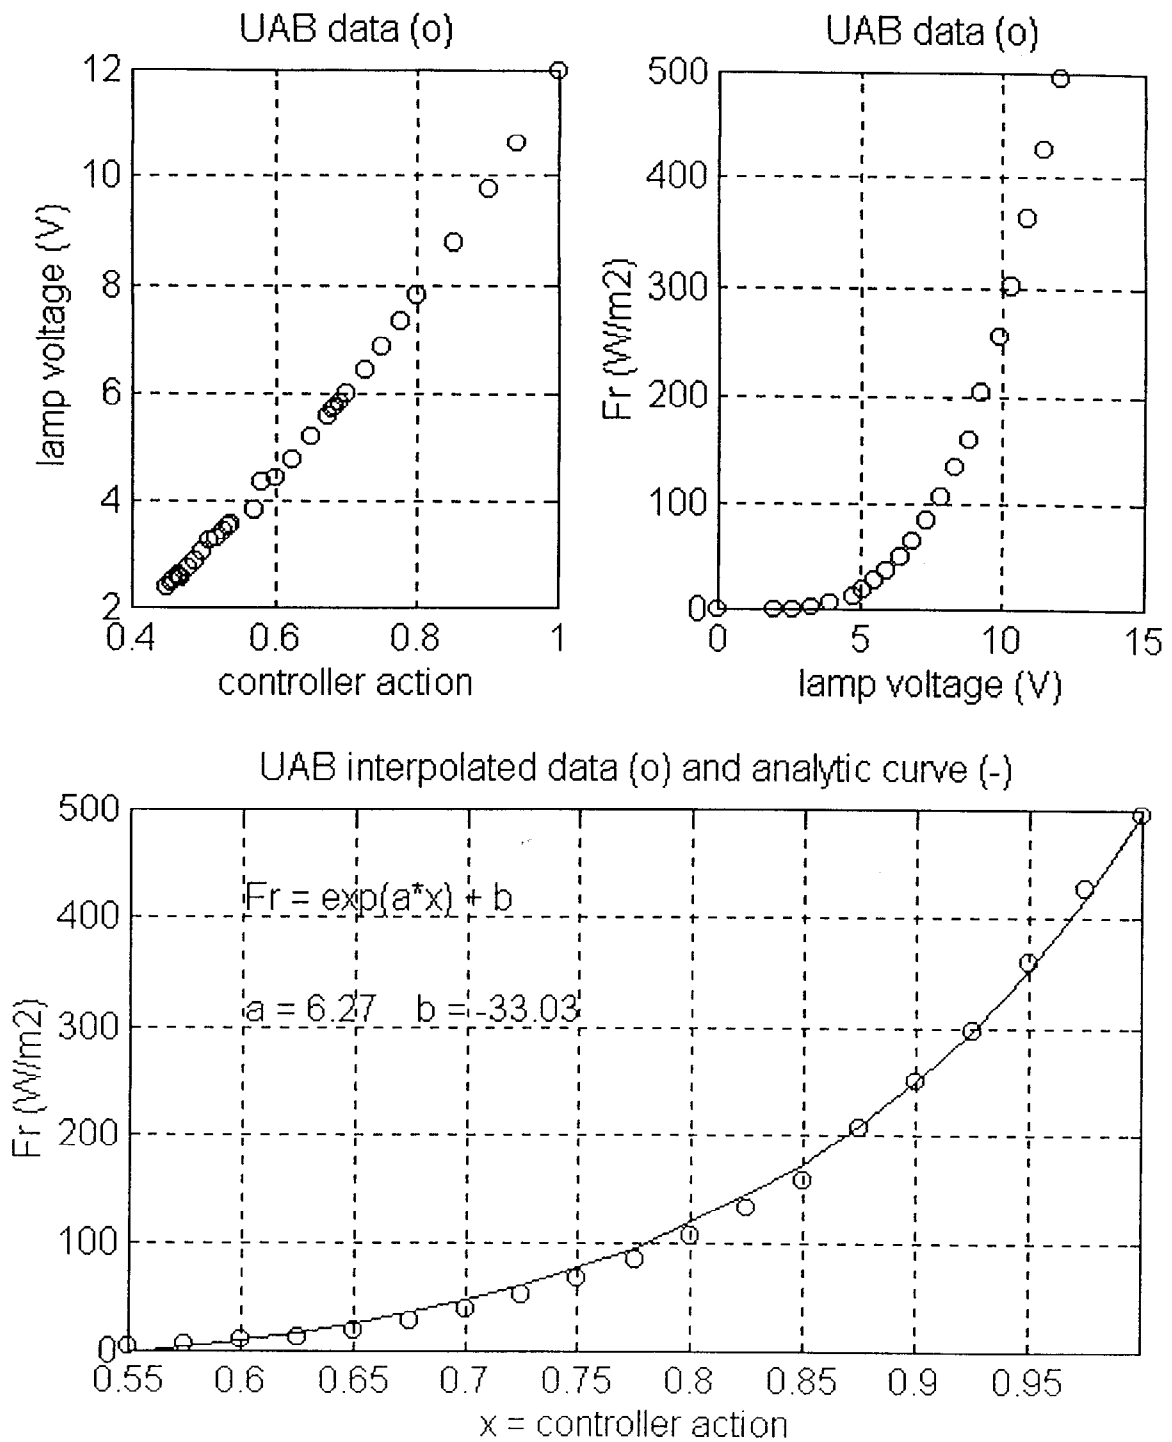 UAB data (o)
12
10
8
6
4
2
0.4 0.6 0.8 1
lamp voltage (V)
controller action
UAB data (o)
500
400
300
200
100
0
0 5 10 15
Fr (W/m2)
lamp voltage (V)
UAB interpolated data (o) and analytic curve (-)
500
400
300
200
100
0
Fr = exp(a*x) + b
a = 6.27 b = -33.03
Fr (W/m2)
0.55 0.6 0.65 0.7 0.75 0.8 0.85 0.9 0.95
x = controller action